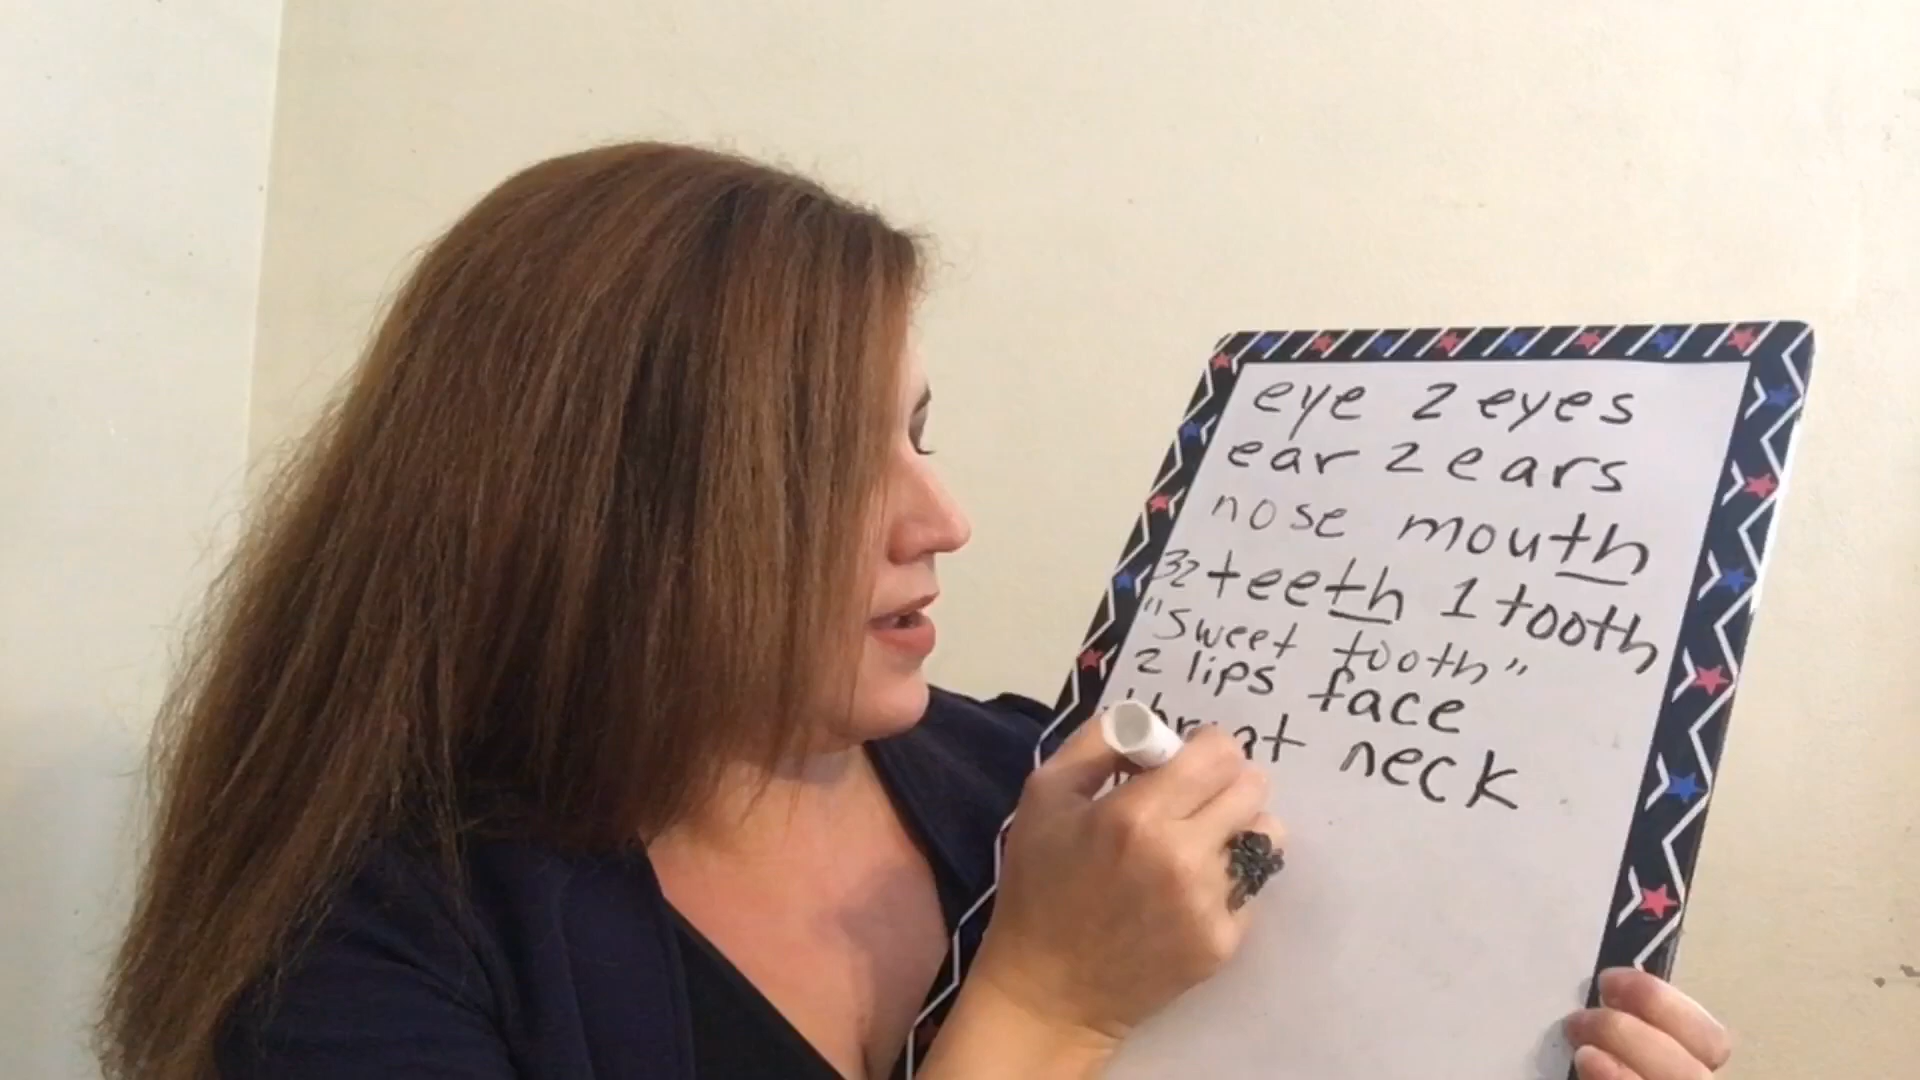 eye 2 eyes
ear 2 ears
nose mouth
32 teeth 1 tooth
"sweet tooth"
2 lips face
neck